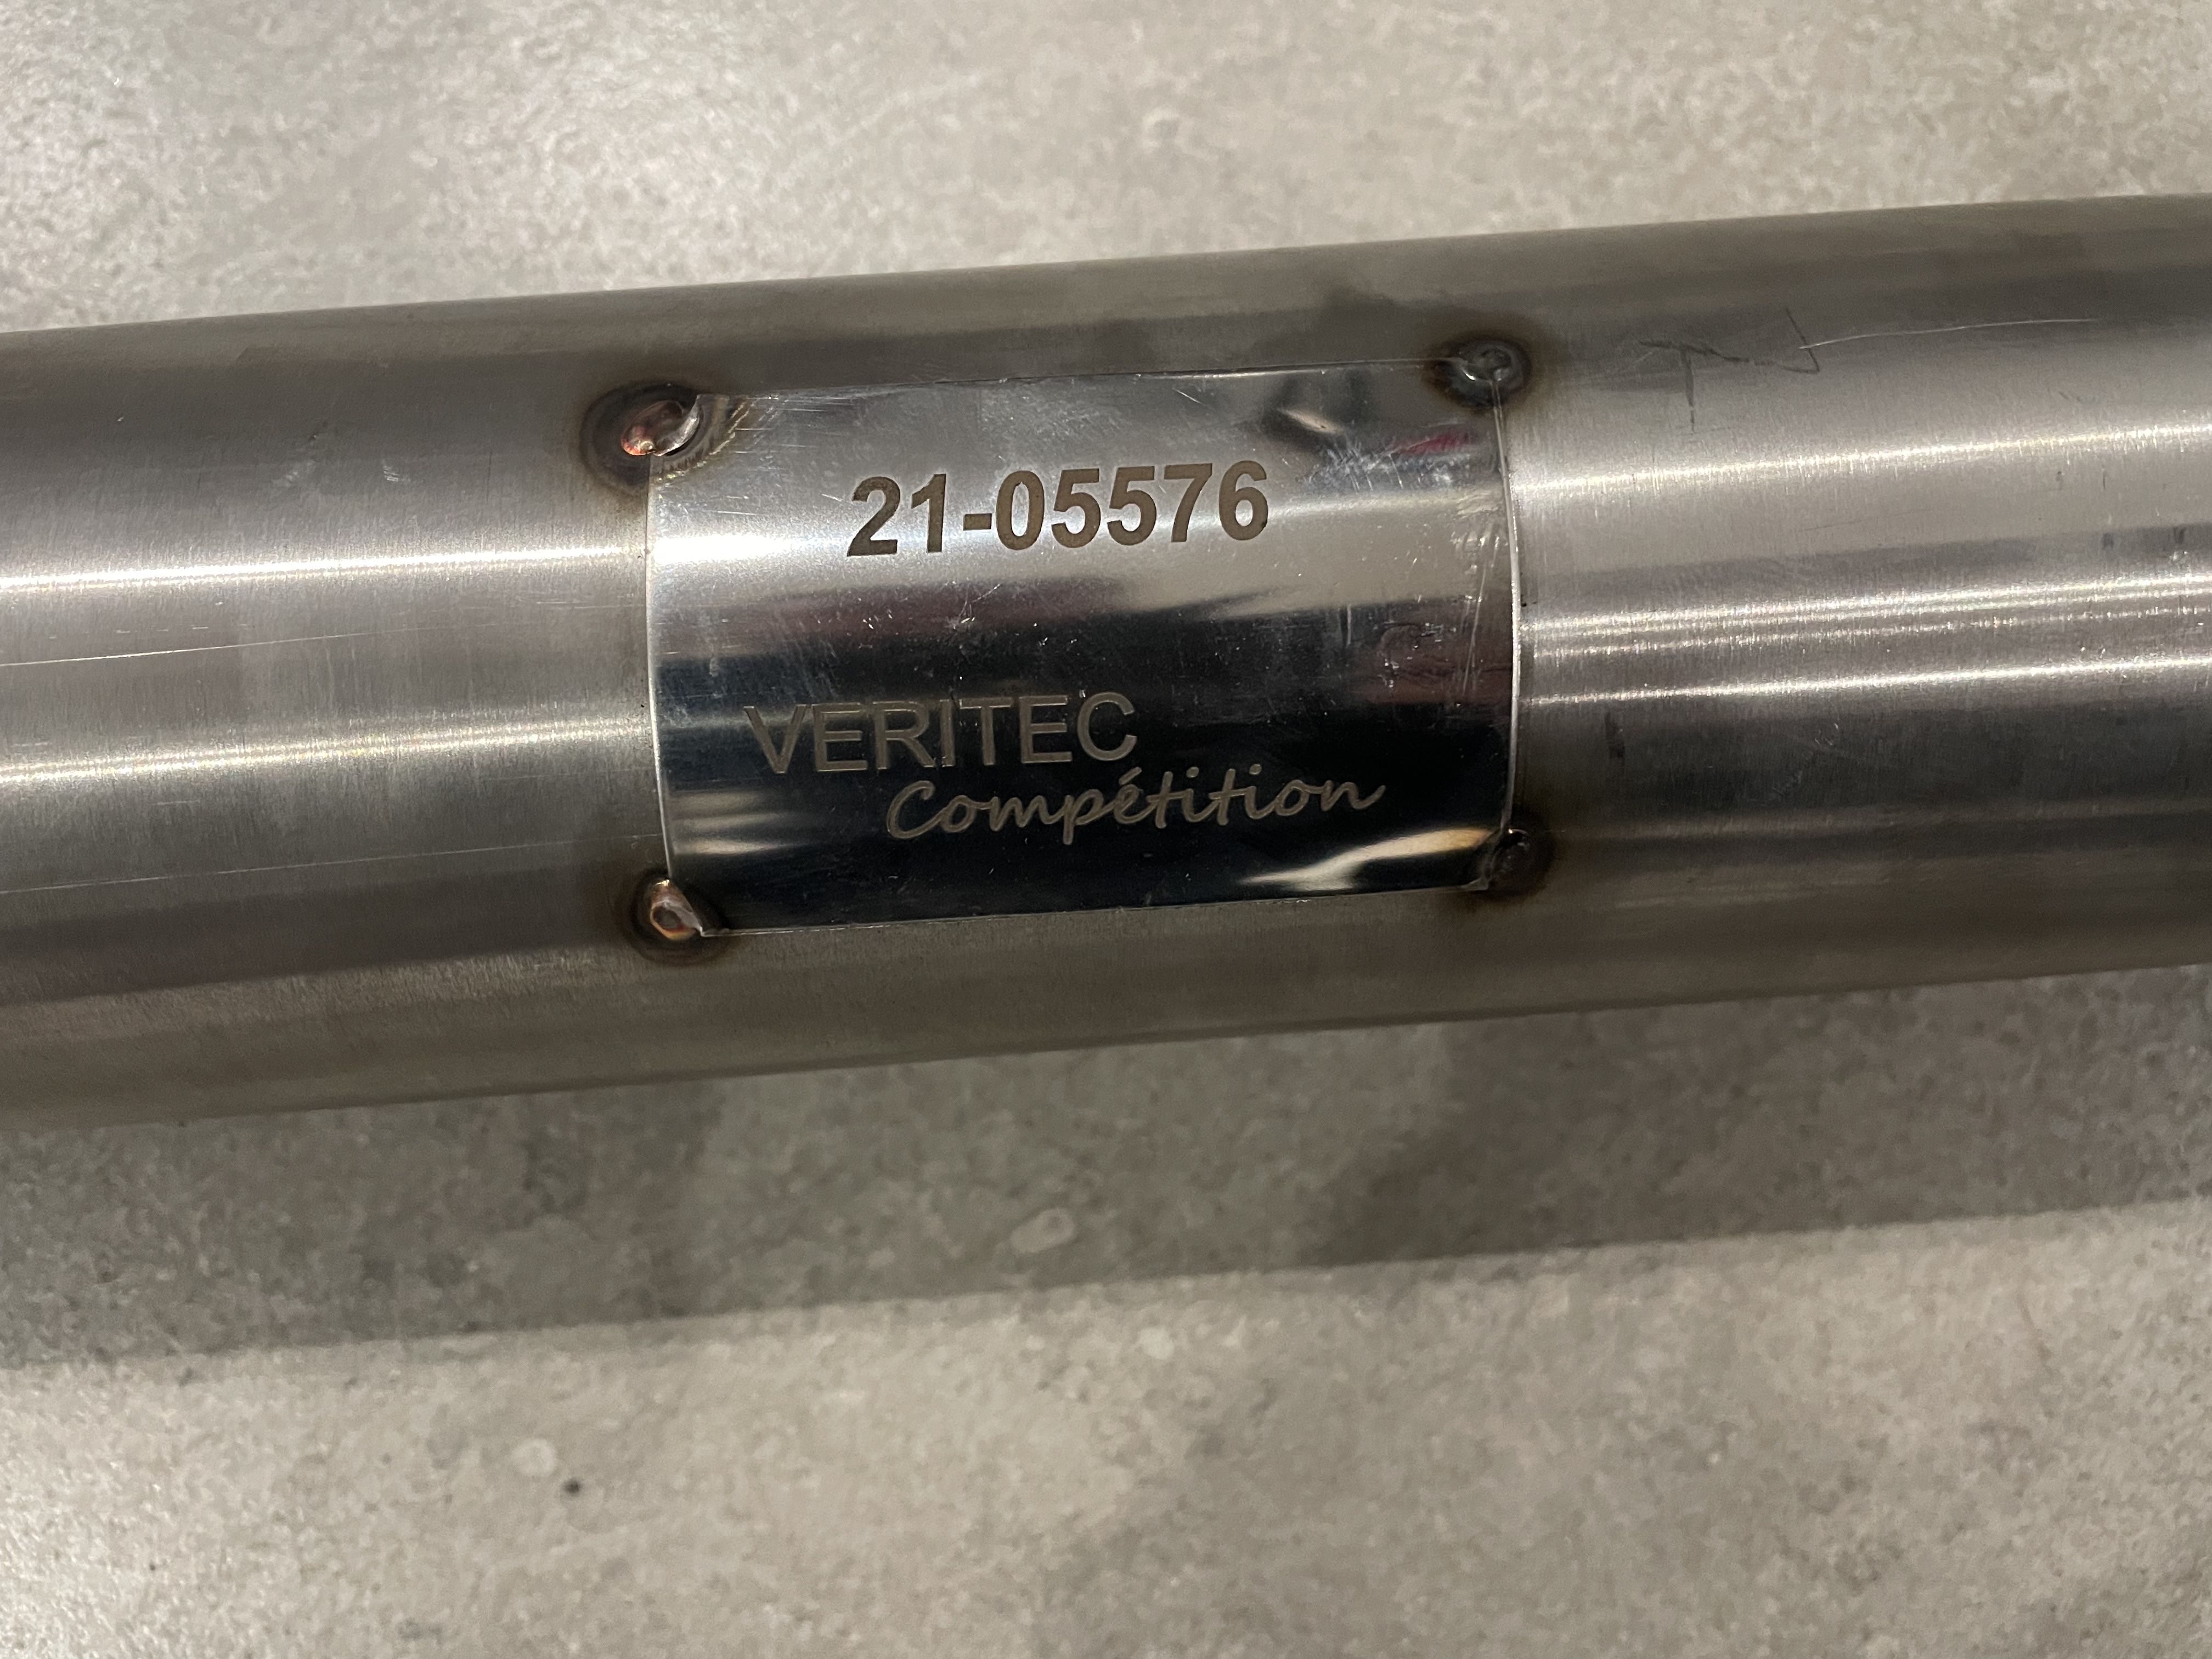 21-05576
VERITEC
Compétition